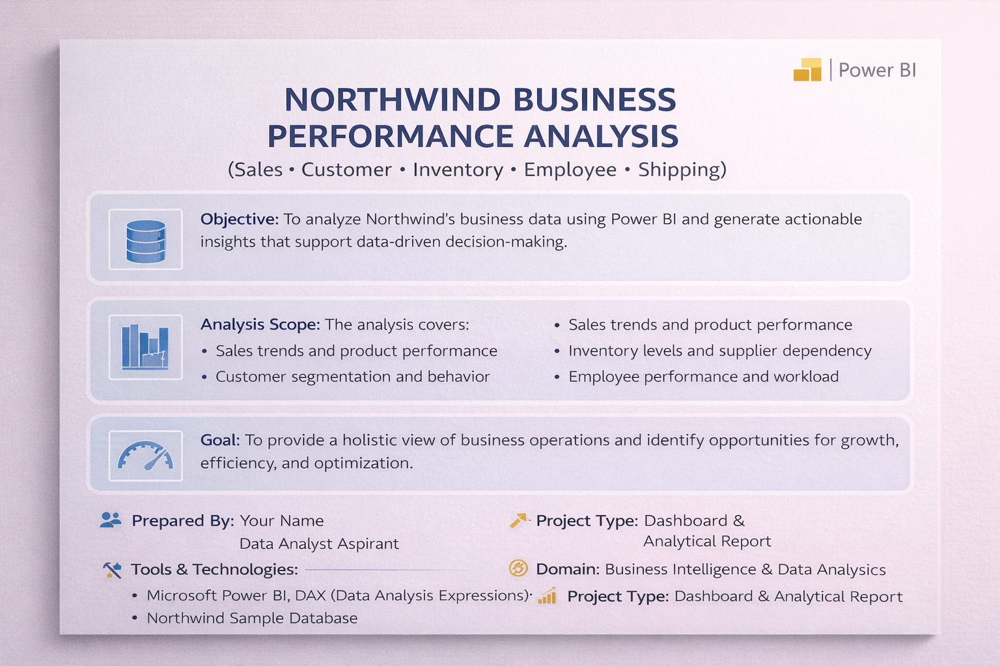 Power BI
NORTHWIND BUSINESS
PERFORMANCE ANALYSIS
(Sales • Customer • Inventory • Employee • Shipping)
Objective: To analyze Northwind's business data using Power BI and generate actionable
insights that support data-driven decision-making.
Analysis Scope: The analysis covers:
• Sales trends and product performance
• Customer segmentation and behavior
• Sales trends and product performance
• Inventory levels and supplier dependency
• Employee performance and workload
Goal: To provide a holistic view of business operations and identify opportunities for growth,
efficiency, and optimization.
Prepared By: Your Name
Data Analyst Aspirant
Tools & Technologies:
• Microsoft Power BI, DAX (Data Analysis Expressions)·
• Northwind Sample Database
Project Type: Dashboard &
Analytical Report
Domain: Business Intelligence & Data Analysics
Project Type: Dashboard & Analytical Report